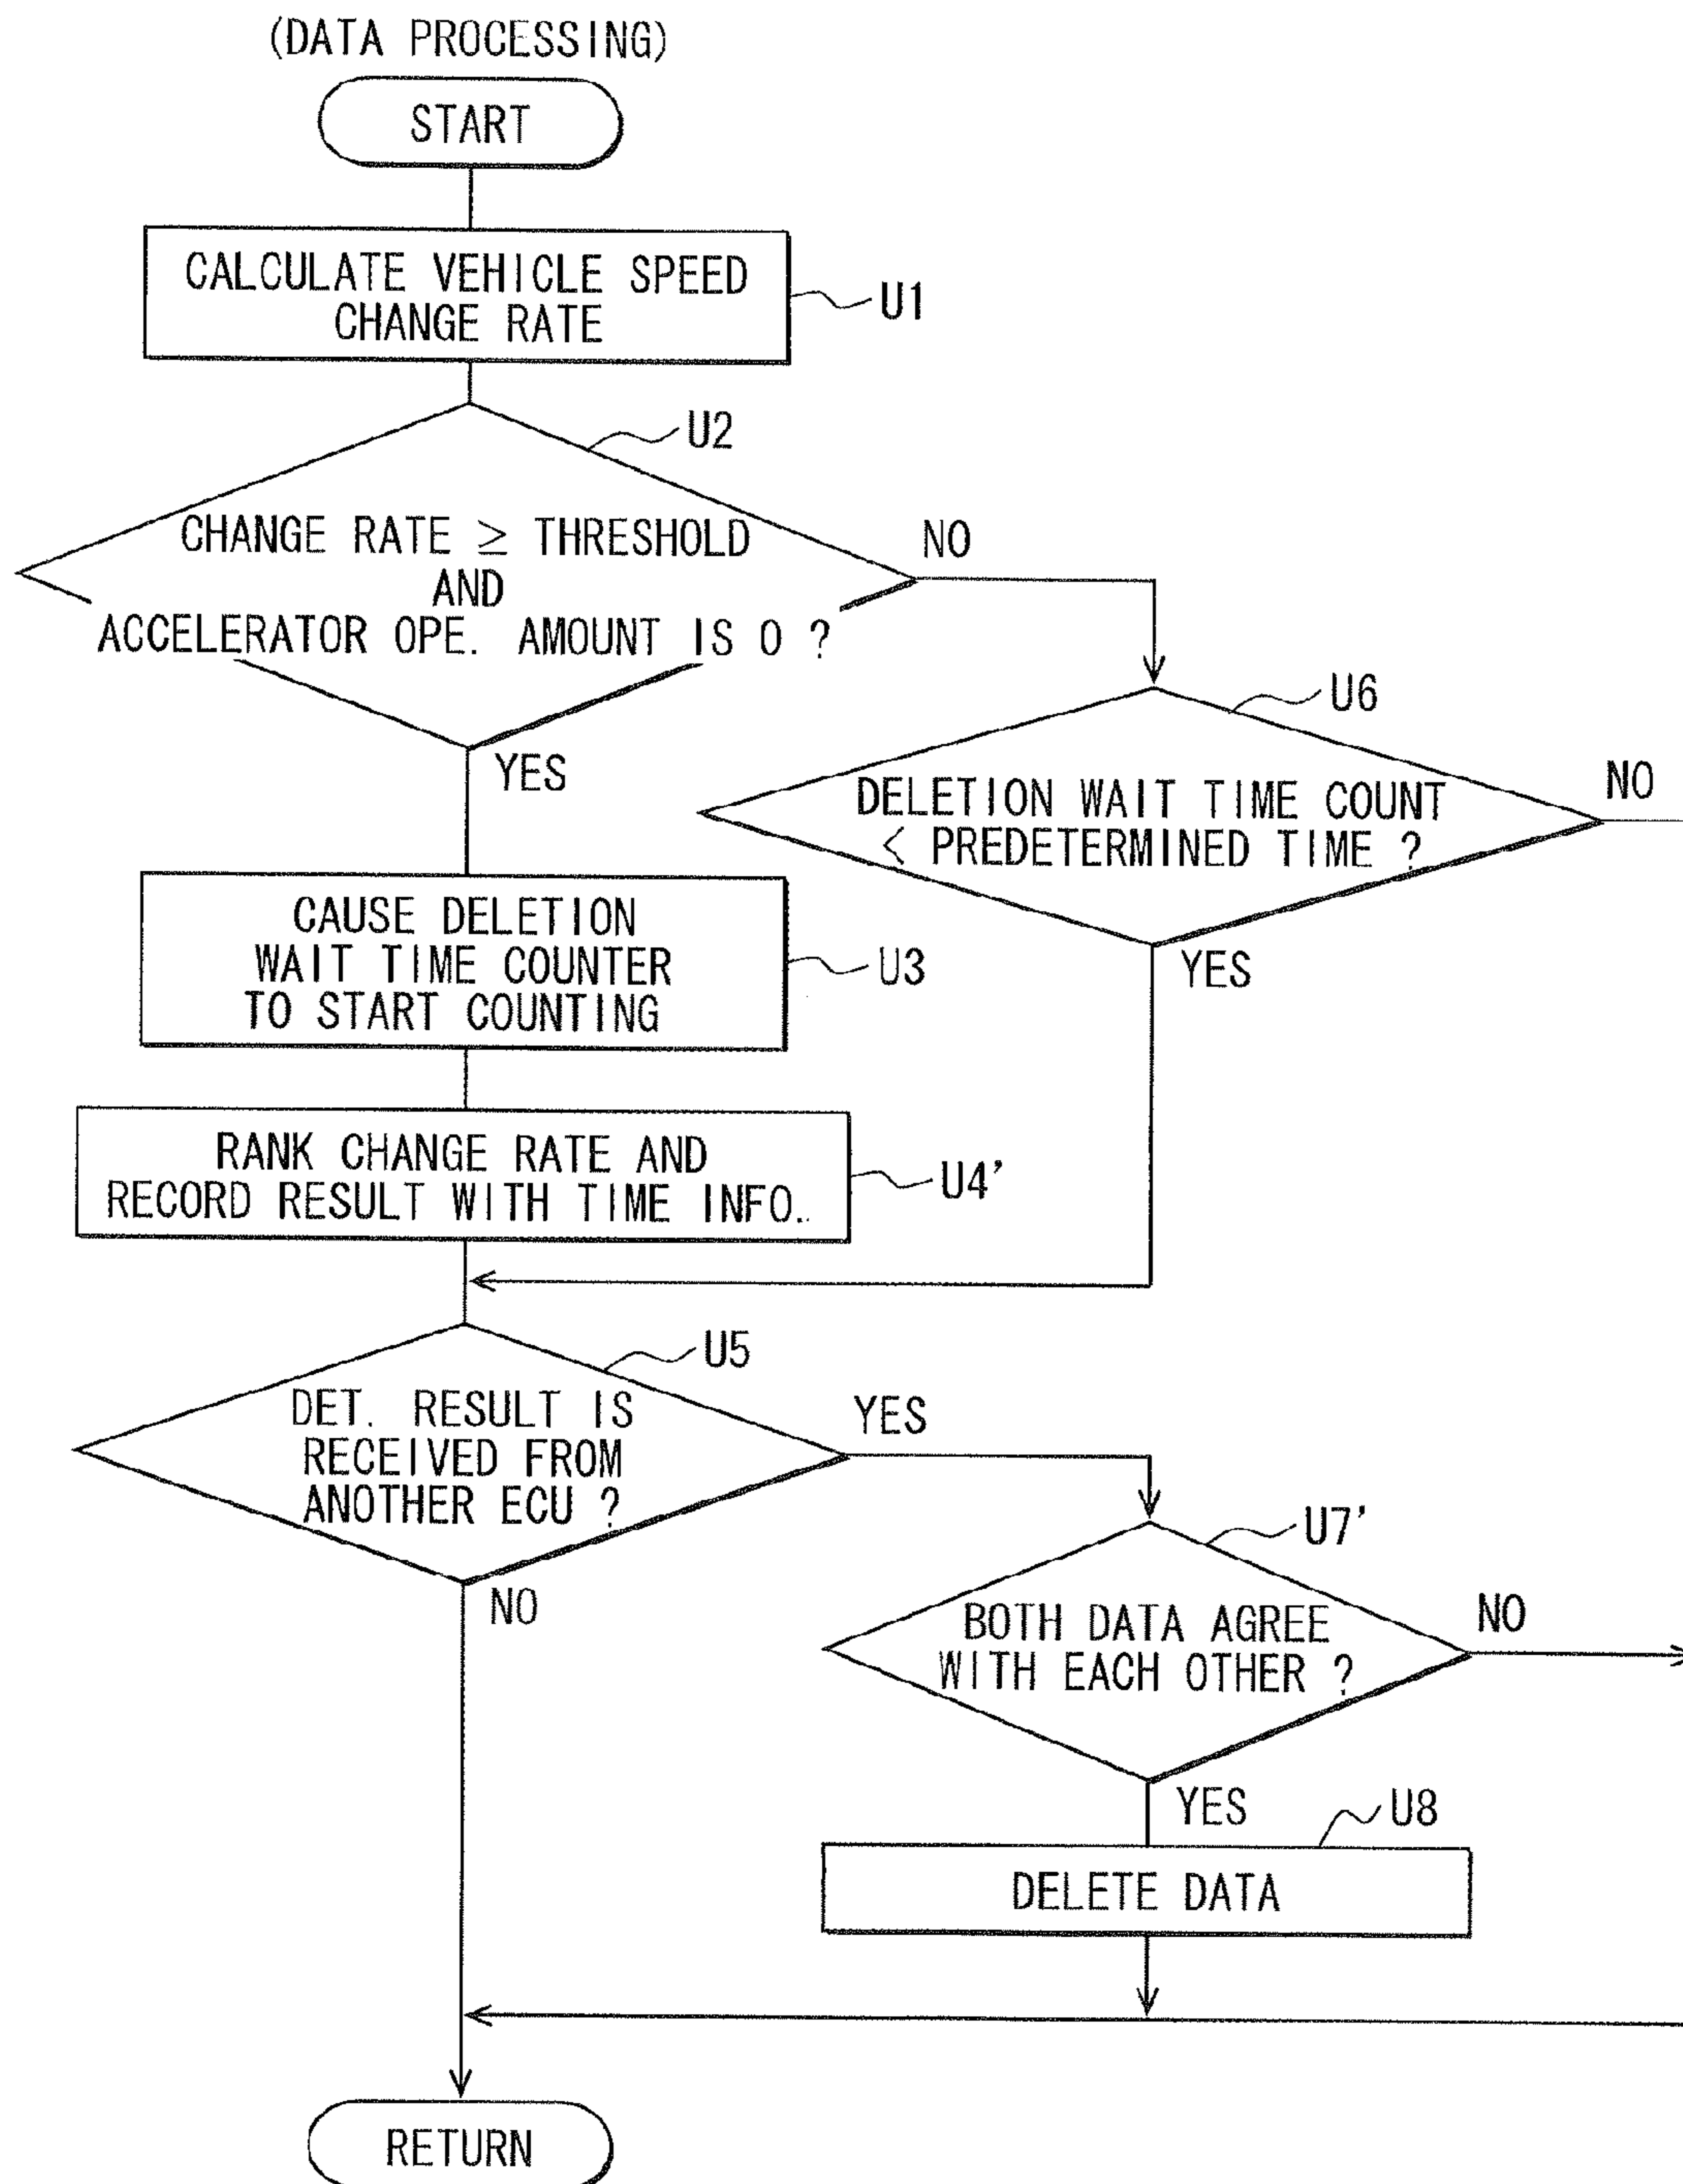 (DATA PROCESSING)
START
CALCULATE VEHICLE SPEED
CHANGE RATE
U1
U2
CHANGE RATE ≥ THRESHOLD
AND
ACCELERATOR OPE. AMOUNT IS 0 ?
NO
YES
U6
DELETION WAIT TIME COUNT
< PREDETERMINED TIME ?
NO
YES
CAUSE DELETION
WAIT TIME COUNTER
TO START COUNTING
U3
RANK CHANGE RATE AND
RECORD RESULT WITH TIME INFO.
U4'
U5
DET. RESULT IS
RECEIVED FROM
ANOTHER ECU ?
YES
NO
U7'
BOTH DATA AGREE
WITH EACH OTHER ?
NO
YES
U8
DELETE DATA
RETURN